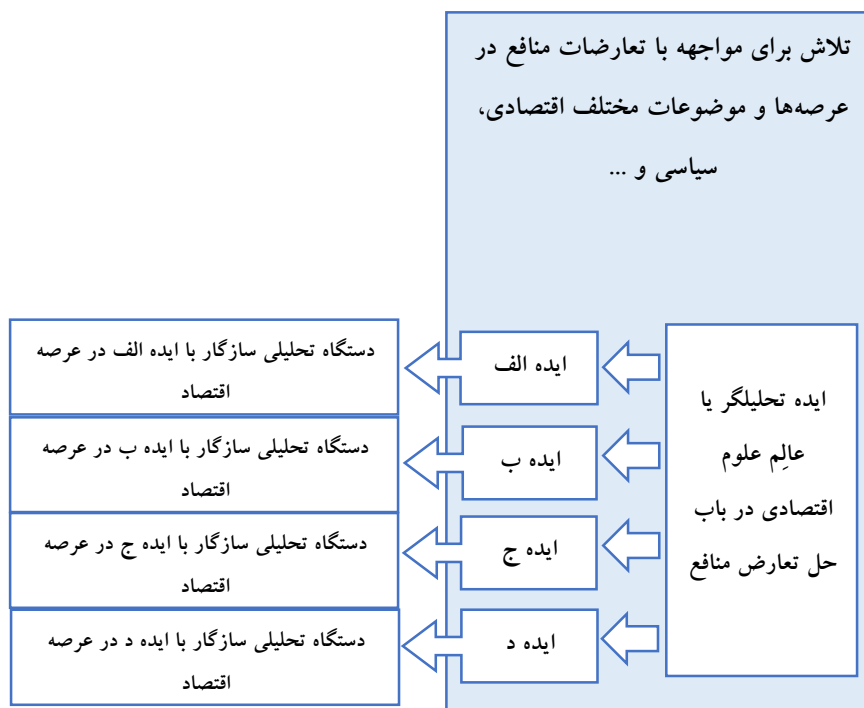 تلاش برای مواجهه با تعارضات منافع در
عرصه‌ها و موضوعات مختلف اقتصادی،
سیاسی و ...
ایده تحلیلگر یا
عالِم علوم
اقتصادی در باب
حل تعارض منافع
ایده الف
دستگاه تحلیلی سازگار با ایده الف در عرصه
اقتصاد
ایده ب
دستگاه تحلیلی سازگار با ایده ب در عرصه
اقتصاد
ایده ج
دستگاه تحلیلی سازگار با ایده ج در عرصه
اقتصاد
ایده د
دستگاه تحلیلی سازگار با ایده د در عرصه
اقتصاد